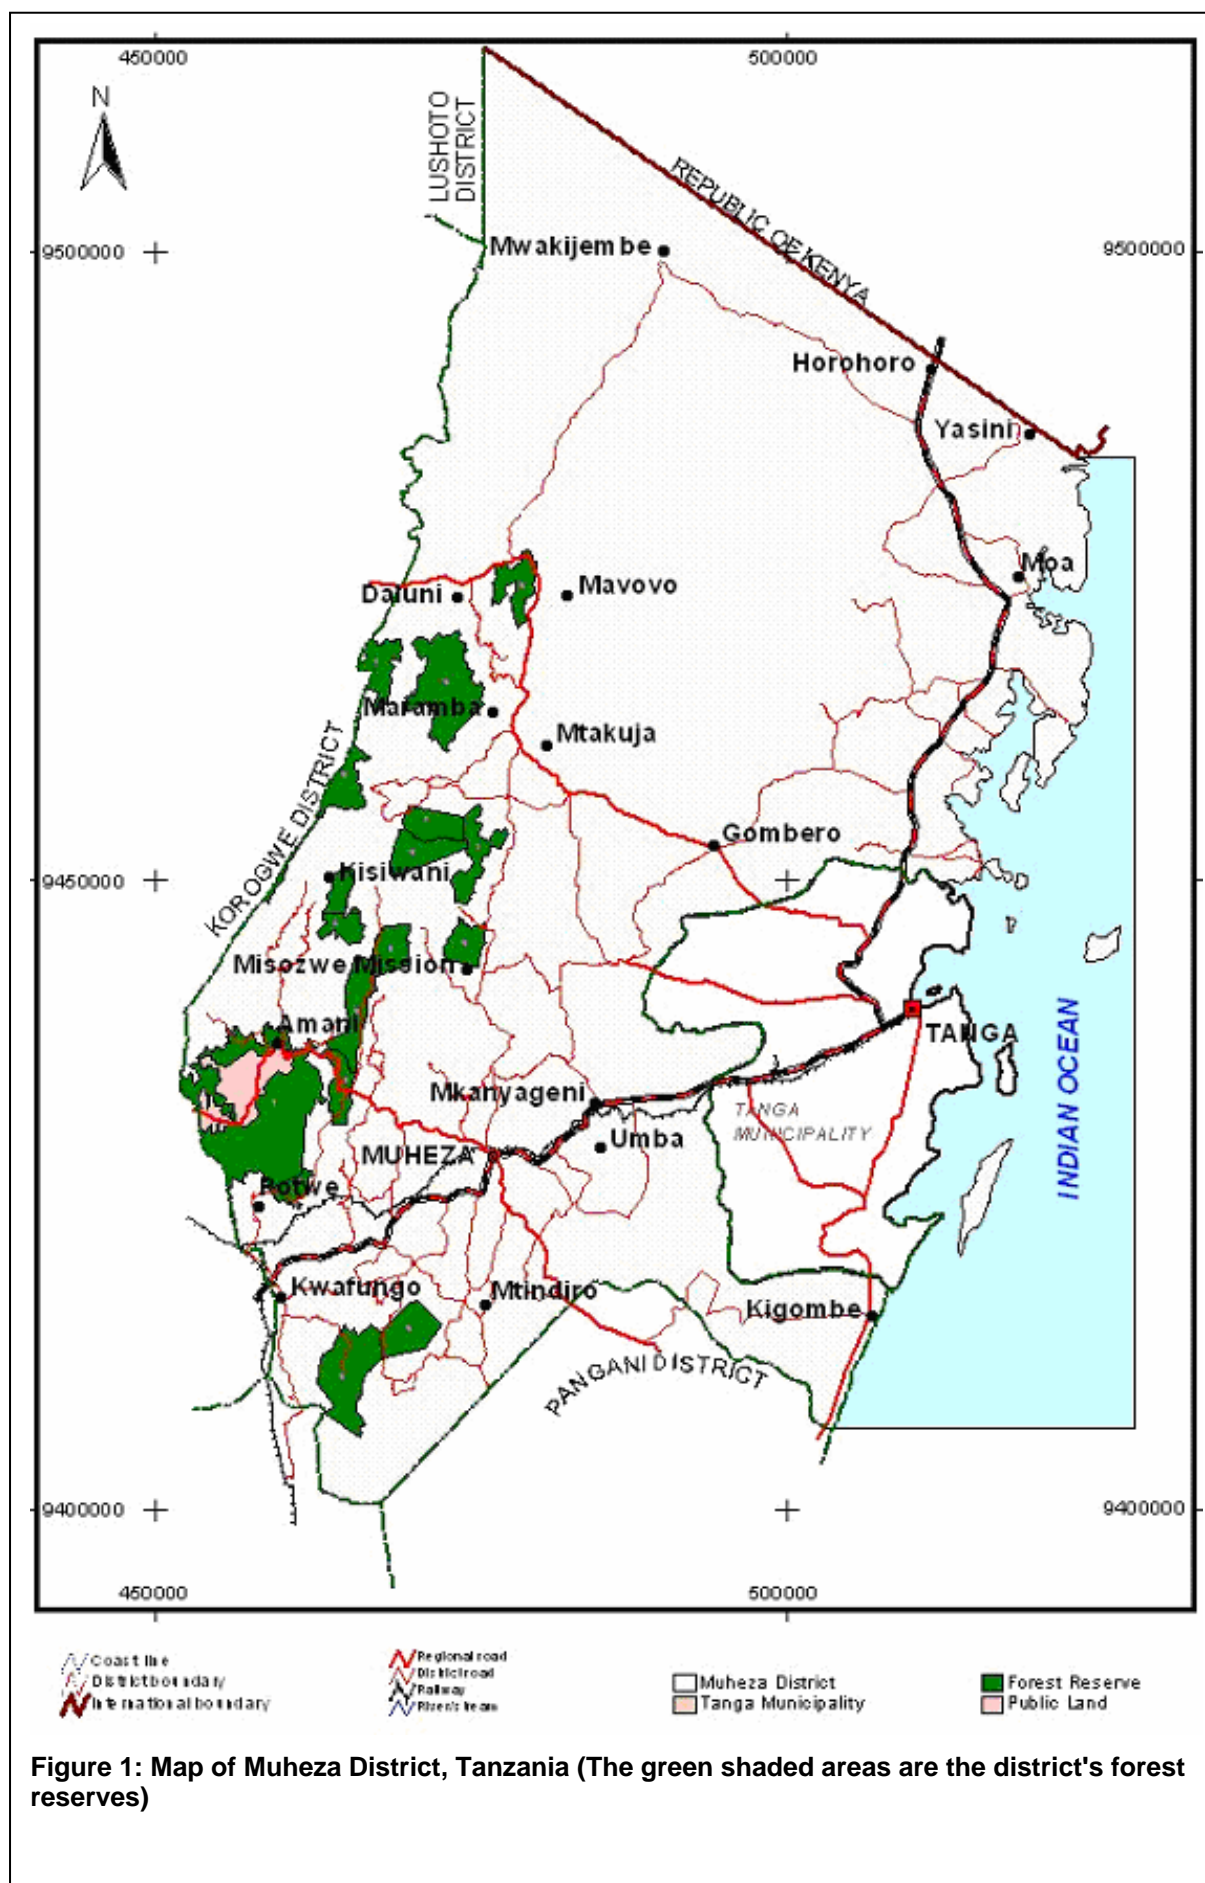 450000
500000
N
LUSHOTO
DISTRICT
REPUBLIC OF KENYA
Mwakijembe
9500000
9500000
Horohoro
Yasini
Moa
Daluni
Mavovo
Maramba
Mtakuja
KOROGWE DISTRICT
Gombero
Kisiwani
9450000
9450000
Misozwe Mission
Amani
TANGA
INDIAN OCEAN
Mkanyageni
TANGA
MUNICIPALITY
Umba
MUHEZA
Potwe
Kwafungo
Mtindiro
Kigombe
PANGANI DISTRICT
9400000
9400000
450000
500000
Coast line
District boundary
International boundary
Regional road
District road
Railway
River/stream
Muheza District
Tanga Municipality
Forest Reserve
Public Land
Figure 1: Map of Muheza District, Tanzania (The green shaded areas are the district's forest
reserves)